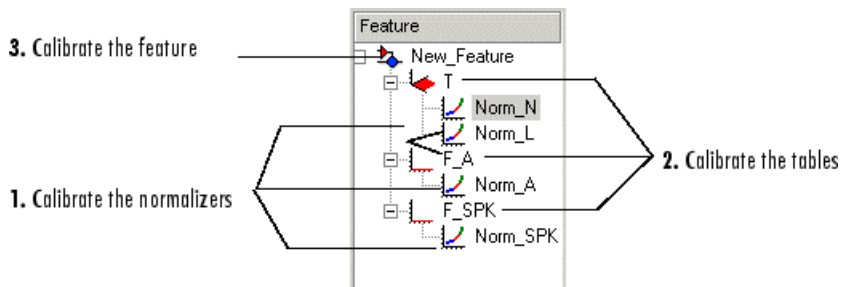 Feature
3. Calibrate the feature
New_Feature
T
Norm_N
Norm_L
F_A
2. Calibrate the tables
Norm_A
1. Calibrate the normalizers
F_SPK
Norm_SPK